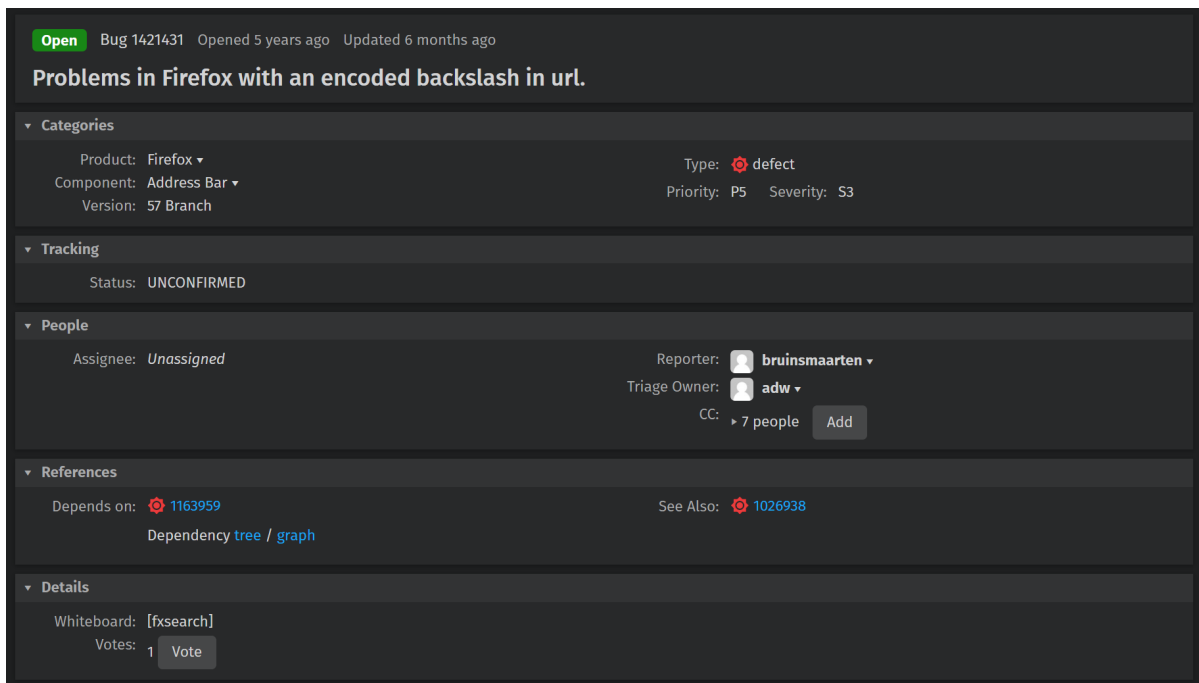 Open Bug 1421431 Opened 5 years ago Updated 6 months ago
Problems in Firefox with an encoded backslash in url.
Categories
Product: Firefox
Component: Address Bar
Version: 57 Branch
Type: defect
Priority: P5 Severity: S3
Tracking
Status: UNCONFIRMED
People
Assignee: Unassigned
Reporter: bruinsmaarten
Triage Owner: adw
CC: 7 people Add
References
Depends on: 1163959
Dependency tree / graph
See Also: 1026938
Details
Whiteboard: [fxsearch]
Votes: 1 Vote